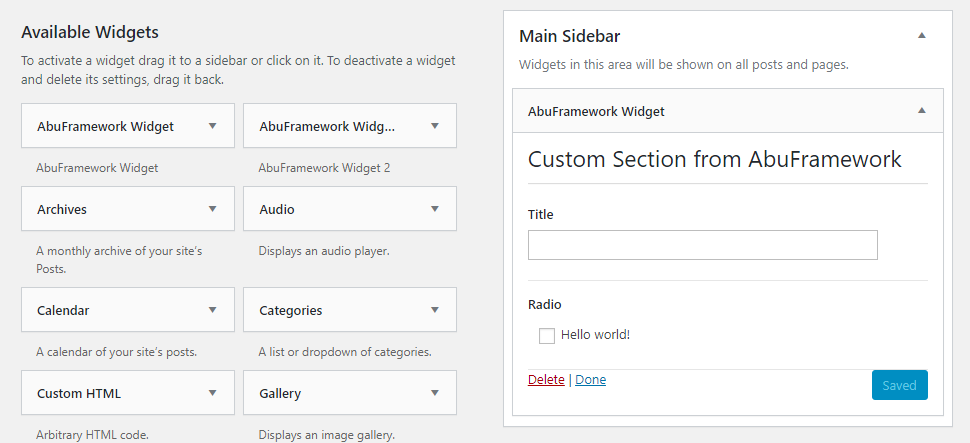 Available Widgets
To activate a widget drag it to a sidebar or click on it. To deactivate a widget
and delete its settings, drag it back.
AbuFramework Widget
AbuFramework Widg...
AbuFramework Widget
AbuFramework Widget 2
Archives
Audio
A monthly archive of your site's
Posts.
Displays an audio player.
Calendar
Categories
A calendar of your site's posts.
A list or dropdown of categories.
Custom HTML
Gallery
Arbitrary HTML code.
Displays an image gallery.
Main Sidebar
Widgets in this area will be shown on all posts and pages.
AbuFramework Widget
Custom Section from AbuFramework
Title
Radio
Hello world!
Delete | Done
Saved